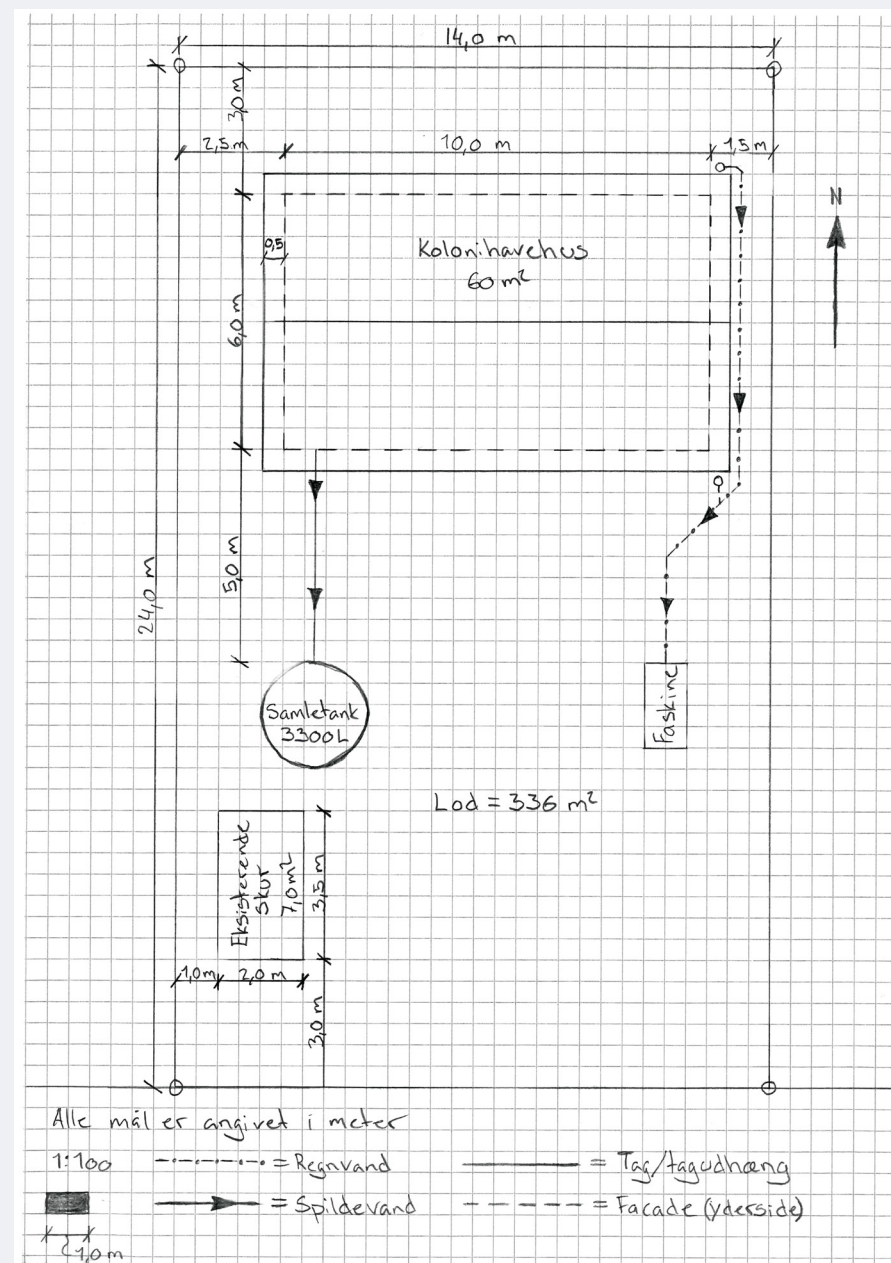 14,0 m
3,0 m
2,5 m
10,0 m
1,5 m
N
0,5
Kolonihavehus
60 m²
6,0 m
24,0 m
5,0 m
Samletank
3300L
Faskine
Lod = 336 m²
Eksisterende
skur
7,0 m²
3,5 m
1,0 m
2,0 m
3,0 m
Alle mål er angivet i meter
1:100
= Regnvand
= Tag/tagudhæng
= Spildevand
= Facade (yderside)
1,0 m